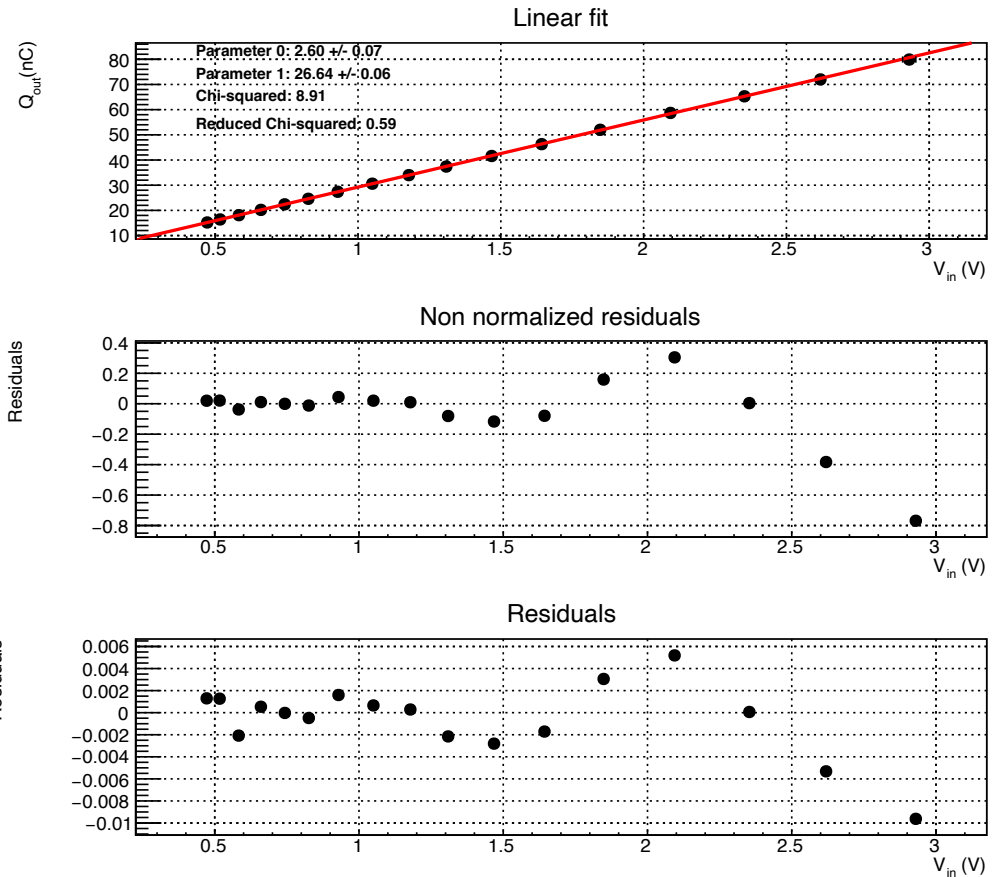 Linear fit
Q_out(nC)
Parameter 0: 2.60 +/- 0.07
Parameter 1: 26.64 +/- 0.06
Chi-squared: 8.91
Reduced Chi-squared: 0.59
80
70
60
50
40
30
20
10
0.5 1 1.5 2 2.5 3
V_in (V)
Non normalized residuals
Residuals
0.4
0.2
0
−0.2
−0.4
−0.6
−0.8
0.5 1 1.5 2 2.5 3
V_in (V)
Residuals
0.006
0.004
0.002
0
−0.002
−0.004
−0.006
−0.008
−0.01
0.5 1 1.5 2 2.5 3
V_in (V)